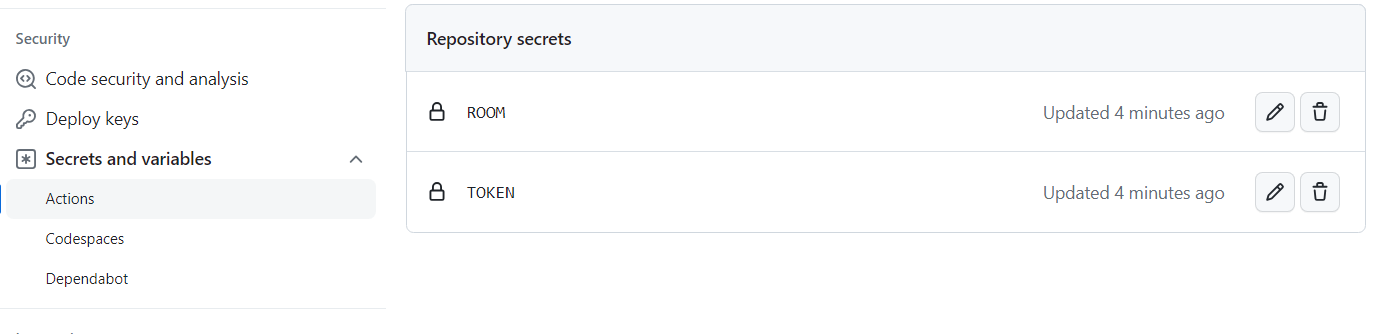 Security
Code security and analysis
Deploy keys
Secrets and variables
Actions
Codespaces
Dependabot
Repository secrets
ROOM Updated 4 minutes ago
TOKEN Updated 4 minutes ago